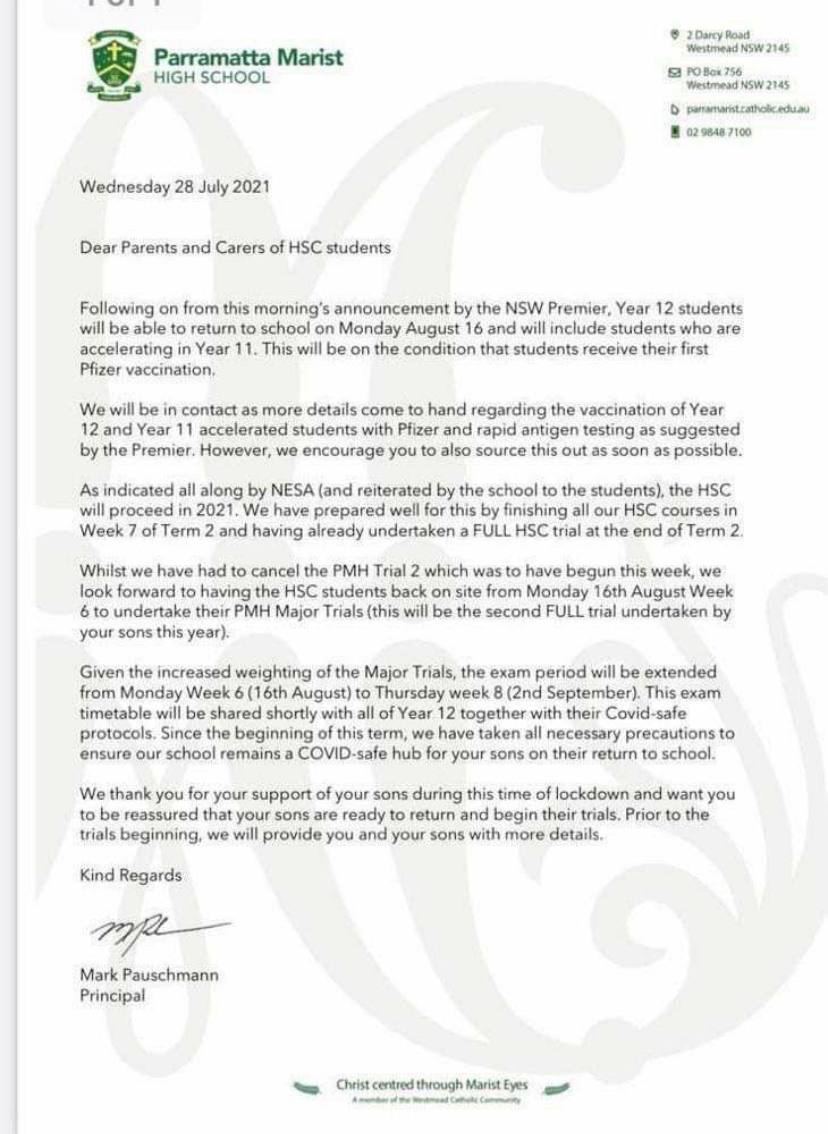 Parramatta Marist
HIGH SCHOOL
2 Darcy Road
Westmead NSW 2145
PO Box 756
Westmead NSW 2145
parramarist.catholic.edu.au
02 9848 7100
Wednesday 28 July 2021
Dear Parents and Carers of HSC students
Following on from this morning's announcement by the NSW Premier, Year 12 students
will be able to return to school on Monday August 16 and will include students who are
accelerating in Year 11. This will be on the condition that students receive their first
Pfizer vaccination.
We will be in contact as more details come to hand regarding the vaccination of Year
12 and Year 11 accelerated students with Pfizer and rapid antigen testing as suggested
by the Premier. However, we encourage you to also source this out as soon as possible.
As indicated all along by NESA (and reiterated by the school to the students), the HSC
will proceed in 2021. We have prepared well for this by finishing all our HSC courses in
Week 7 of Term 2 and having already undertaken a FULL HSC trial at the end of Term 2.
Whilst we have had to cancel the PMH Trial 2 which was to have begun this week, we
look forward to having the HSC students back on site from Monday 16th August Week
6 to undertake their PMH Major Trials (this will be the second FULL trial undertaken by
your sons this year).
Given the increased weighting of the Major Trials, the exam period will be extended
from Monday Week 6 (16th August) to Thursday week 8 (2nd September). This exam
timetable will be shared shortly with all of Year 12 together with their Covid-safe
protocols. Since the beginning of this term, we have taken all necessary precautions to
ensure our school remains a COVID-safe hub for your sons on their return to school.
We thank you for your support of your sons during this time of lockdown and want you
to be reassured that your sons are ready to return and begin their trials. Prior to the
trials beginning, we will provide you and your sons with more details.
Kind Regards
Mark Pauschmann
Principal
Christ centred through Marist Eyes
A member of the Westmead Catholic Community